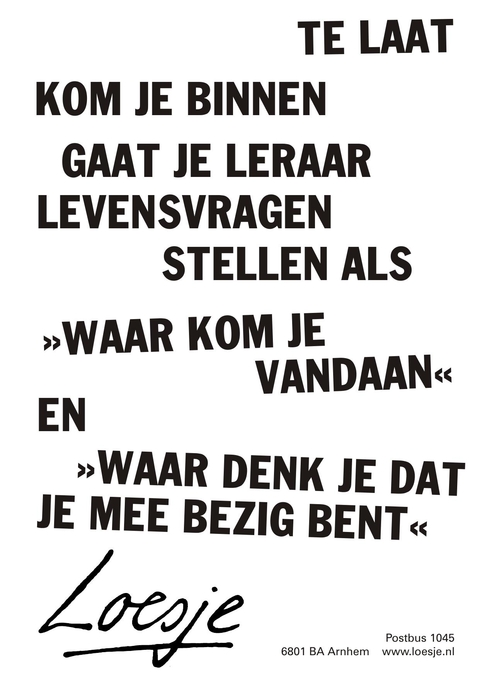 TE LAAT
KOM JE BINNEN
GAAT JE LERAAR
LEVENSVRAGEN
STELLEN ALS
»WAAR KOM JE
VANDAAN«
EN
»WAAR DENK JE DAT
JE MEE BEZIG BENT«
Loesje
Postbus 1045
6801 BA Arnhem www.loesje.nl